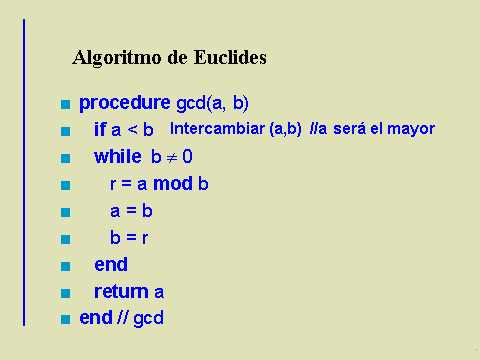 Algoritmo de Euclides
procedure gcd(a, b)
if a < b Intercambiar (a,b) //a será el mayor
while b ≠ 0
r = a mod b
a = b
b = r
end
return a
end // gcd